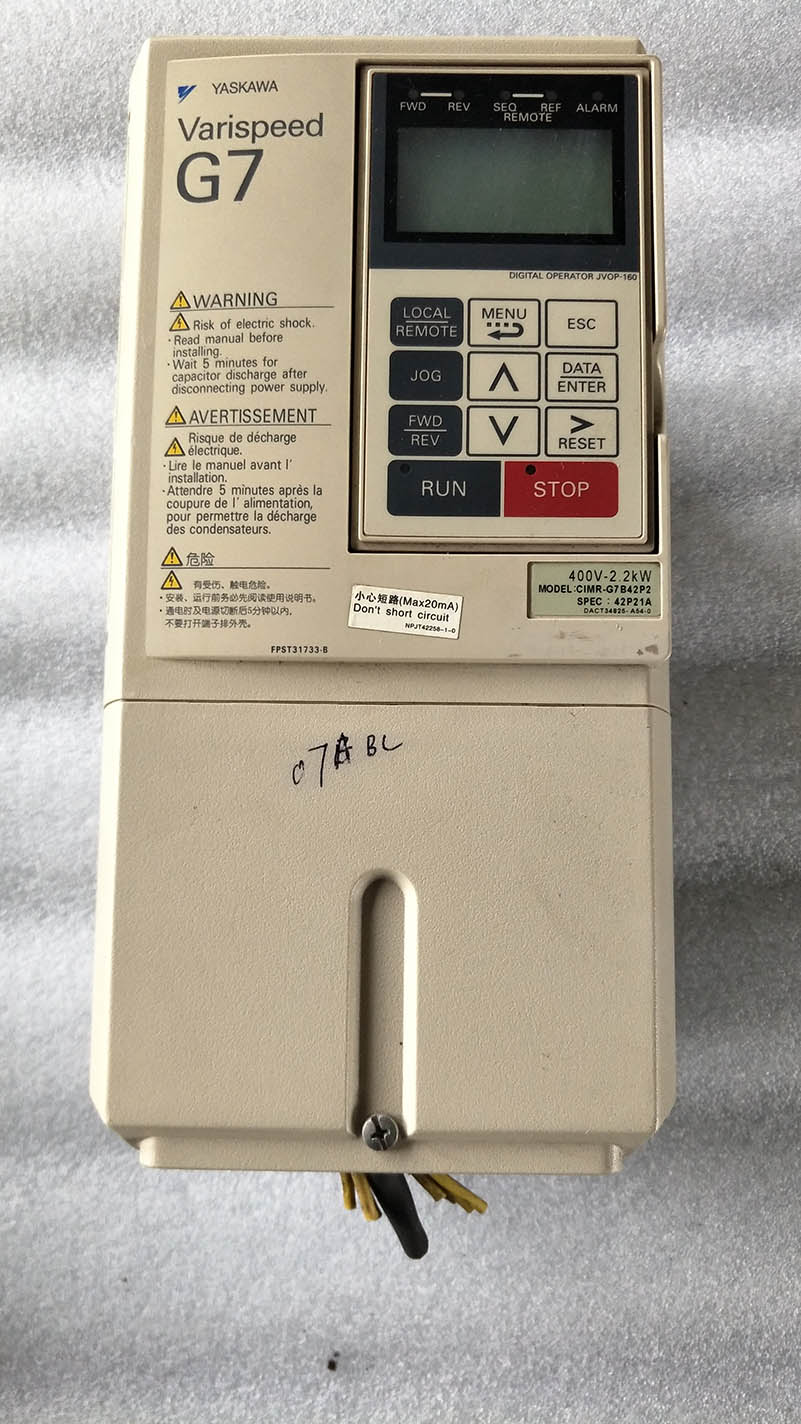 YASKAWA
Varispeed
G7
FWD REV SEQ REF ALARM
REMOTE
DIGITAL OPERATOR JVOP-160
LOCAL
REMOTE
MENU
ESC
JOG
DATA
ENTER
FWD
REV
>
RESET
RUN
STOP
WARNING
Risk of electric shock.
・Read manual before
installing.
・Wait 5 minutes for
capacitor discharge after
disconnecting power supply.
AVERTISSEMENT
Risque de décharge
électrique.
・Lire le manuel avant l'
installation.
・Attendre 5 minutes après la
coupure de l' alimentation,
pour permettre la décharge
des condensateurs.
危险
有受伤、触电危险。
・安装、运行前务必先阅读使用说明书。
・通电时及电源切断后5分钟以内，
不要打开端子排外壳。
FPST31733-B
小心短路(Max20mA)
Don't short circuit
NPJT42258-1-0
400V-2.2kW
MODEL:CIMR-G7B42P2
SPEC : 42P21A
DACT34825- A54-0